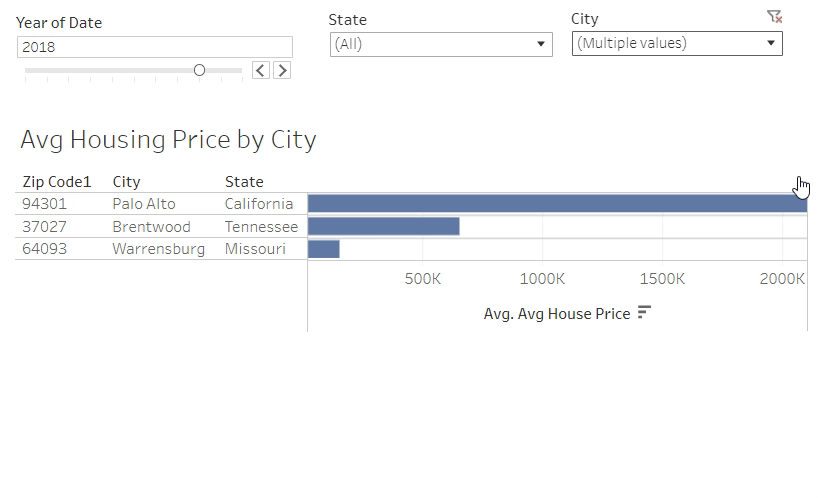 Year of Date
2018
State
(All)
City
(Multiple values)
Avg Housing Price by City
Zip Code1 City State
94301 Palo Alto California
37027 Brentwood Tennessee
64093 Warrensburg Missouri
500K 1000K 1500K 2000K
Avg. Avg House Price